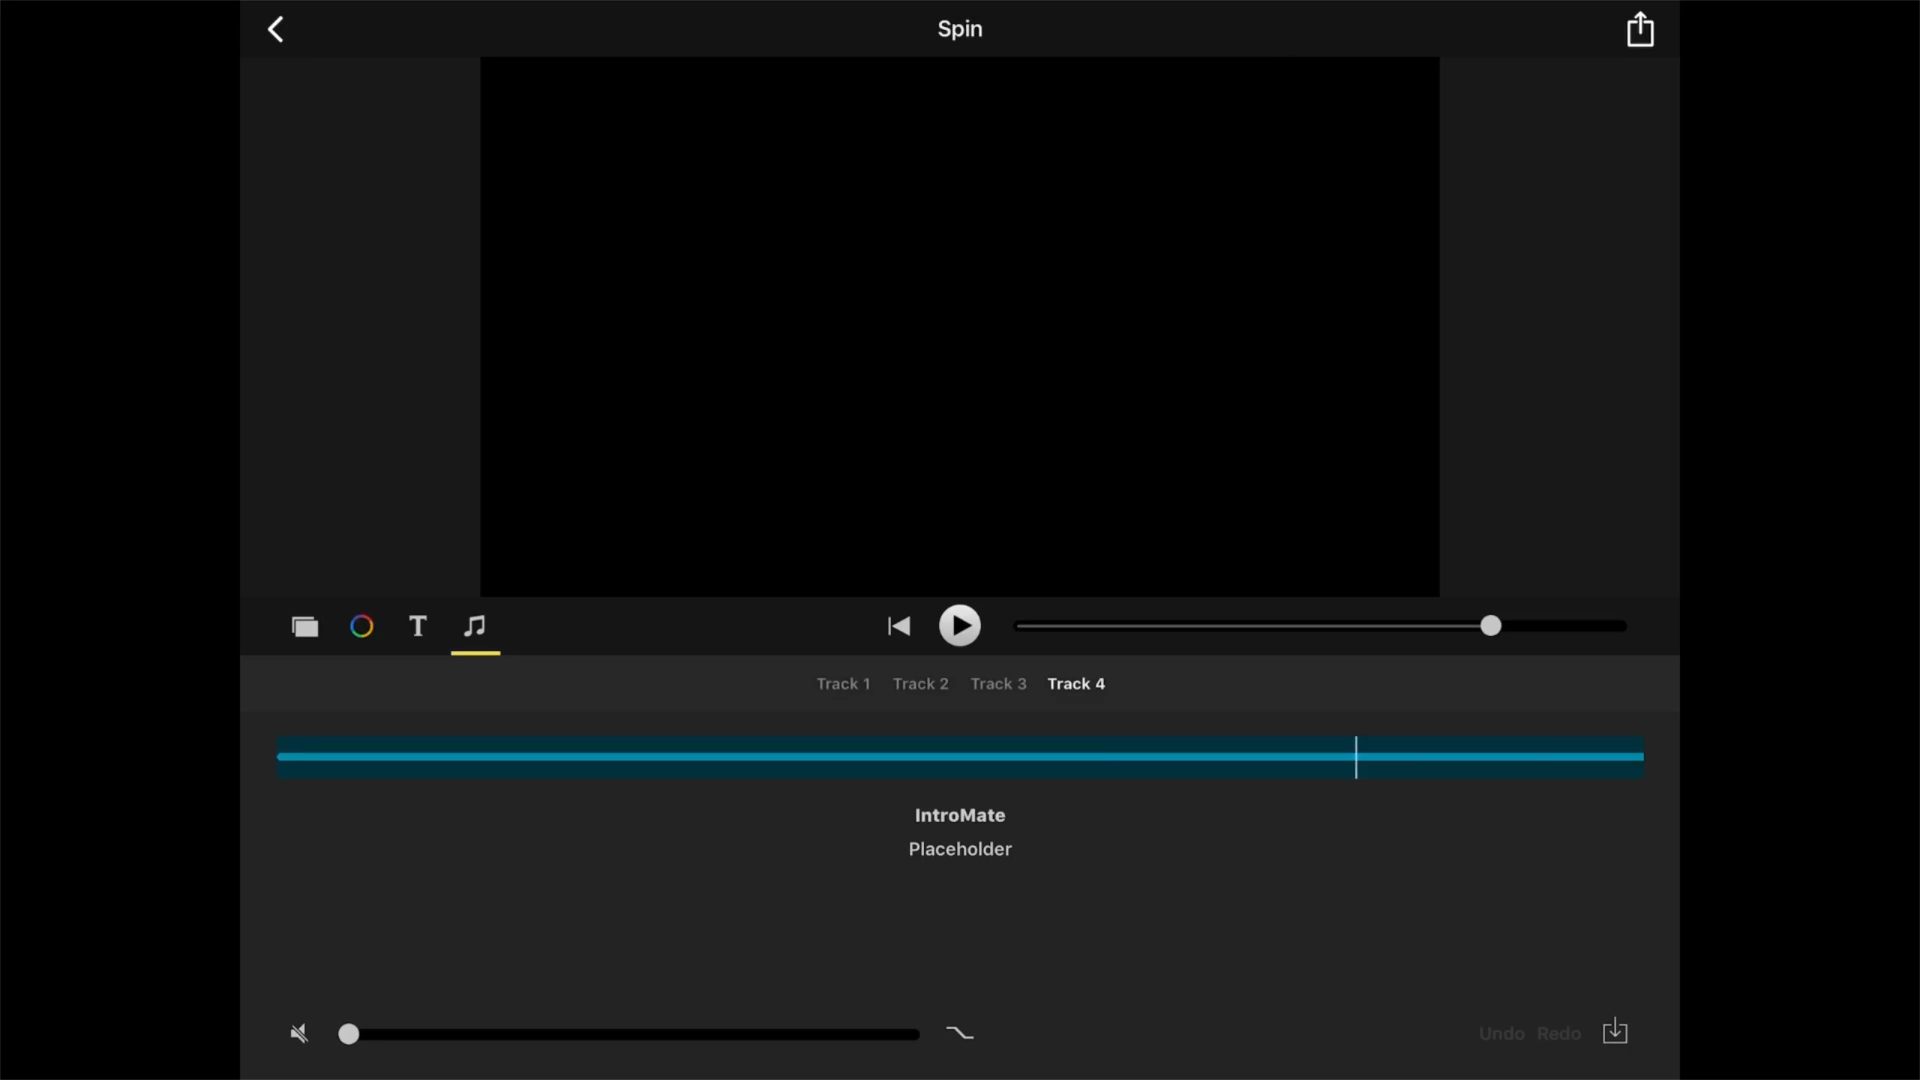 Spin
T
Track 1 Track 2 Track 3 Track 4
IntroMate
Placeholder
Undo Redo